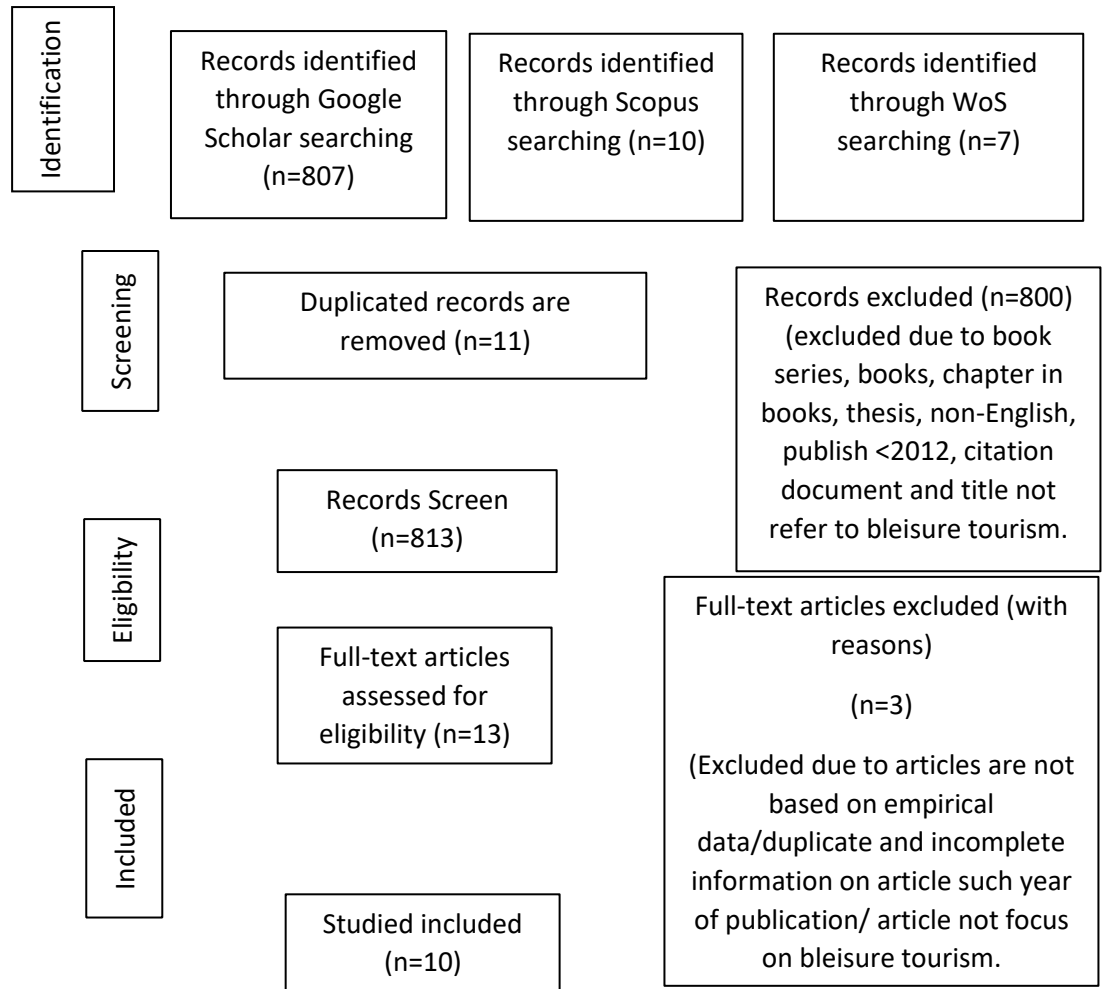 Identification
Records identified
through Google
Scholar searching
(n=807)
Records identified
through Scopus
searching (n=10)
Records identified
through WoS
searching (n=7)
Screening
Duplicated records are
removed (n=11)
Records excluded (n=800)
(excluded due to book
series, books, chapter in
books, thesis, non-English,
publish <2012, citation
document and title not
refer to bleisure tourism.
Records Screen
(n=813)
Eligibility
Full-text articles
assessed for
eligibility (n=13)
Full-text articles excluded (with
reasons)
(n=3)
(Excluded due to articles are not
based on empirical
data/duplicate and incomplete
information on article such year
of publication/ article not focus
on bleisure tourism.
Included
Studied included
(n=10)